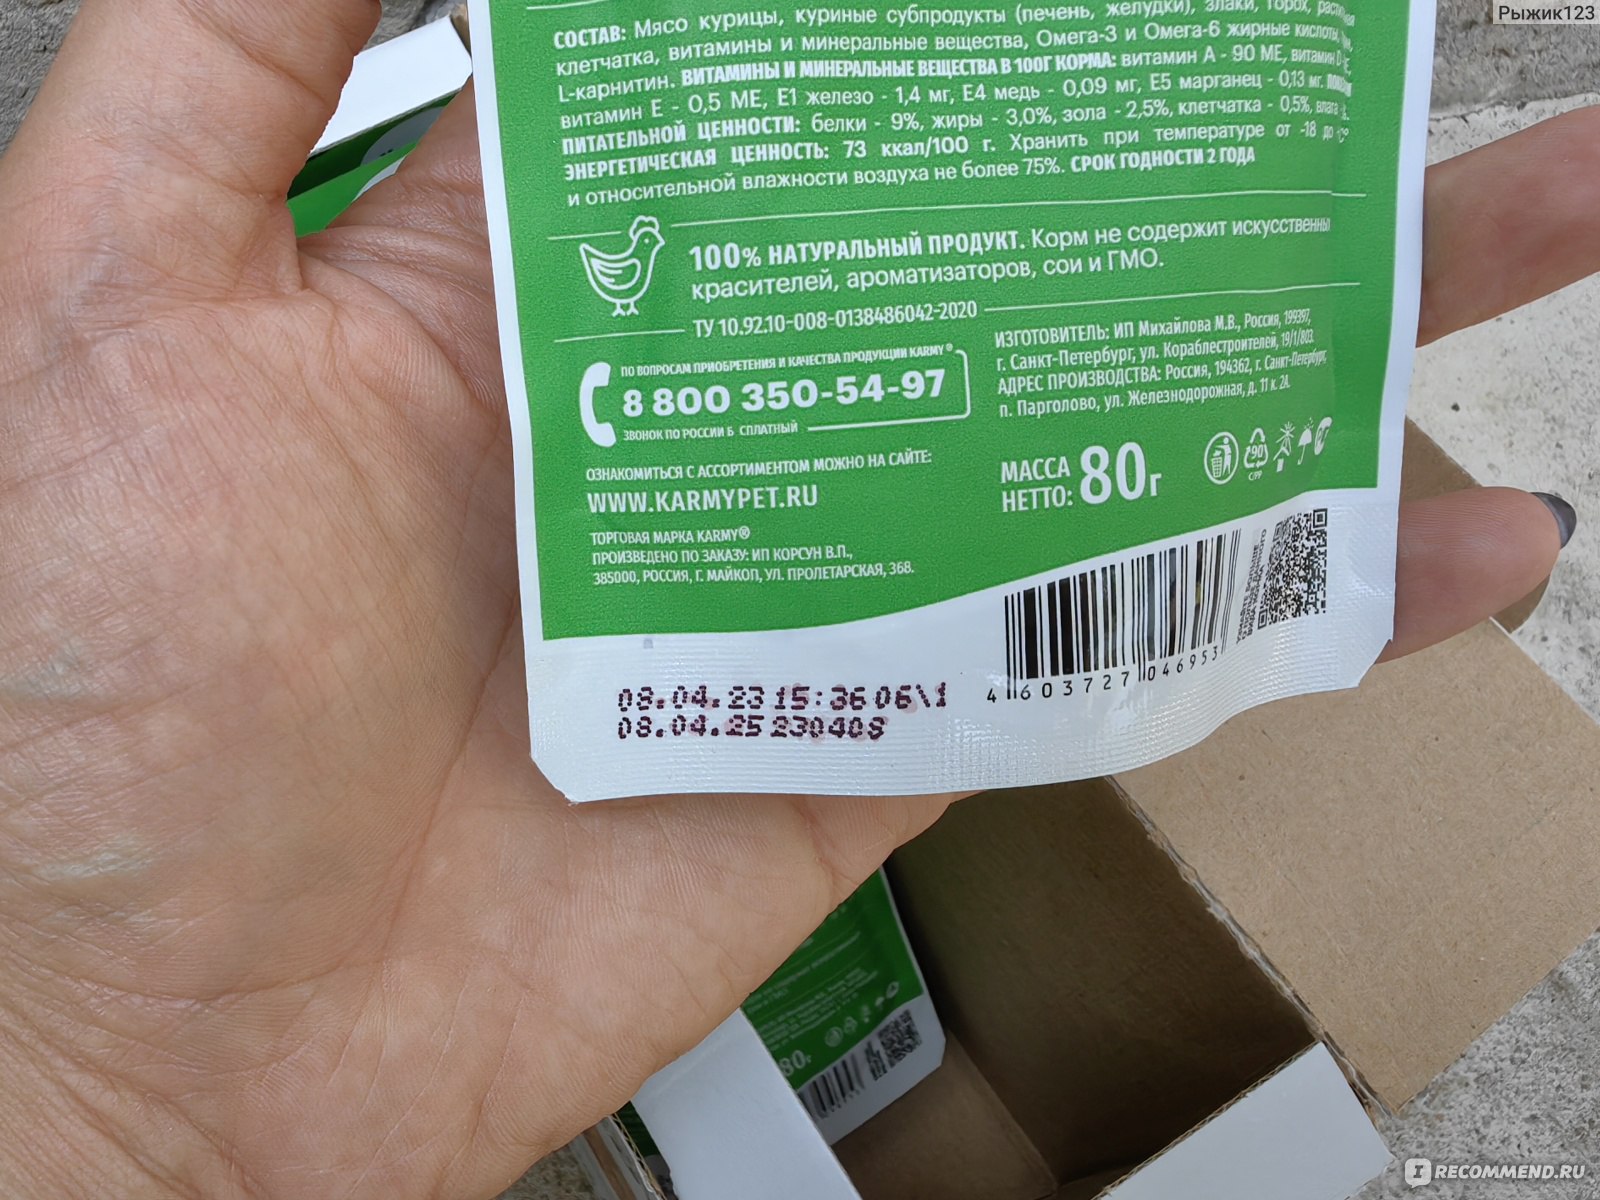 Рыжик123
СОСТАВ: Мясо курицы, куриные субпродукты (печень, желудки), злаки, горох,
клетчатка, витамины и минеральные вещества, Омега-3 и Омега-6 жирные кислоты,
L-карнитин. ВИТАМИНЫ И МИНЕРАЛЬНЫЕ ВЕЩЕСТВА В 100Г КОРМА: витамин А - 90 МЕ, витамин D
витамин Е - 0,5 МЕ, Е1 железо - 1,4 мг, Е4 медь - 0,09 мг, Е5 марганец - 0,13 мг.
ПИТАТЕЛЬНОЙ ЦЕННОСТИ: белки - 9%, жиры - 3,0%, зола - 2,5%, клетчатка - 0,5%, влага
ЭНЕРГЕТИЧЕСКАЯ ЦЕННОСТЬ: 73 ккал/100 г. Хранить при температуре от -18 до
и относительной влажности воздуха не более 75%. СРОК ГОДНОСТИ 2 ГОДА
100% НАТУРАЛЬНЫЙ ПРОДУКТ. Корм не содержит искусственны
красителей, ароматизаторов, сои и ГМО.
ТУ 10.92.10-008-0138486042-2020
ПО ВОПРОСАМ ПРИОБРЕТЕНИЯ И КАЧЕСТВА ПРОДУКЦИИ KARMY®
8 800 350-54-97
ЗВОНОК ПО РОССИИ Б СПЛАТНЫЙ
ОЗНАКОМИТЬСЯ С АССОРТИМЕНТОМ МОЖНО НА САЙТЕ:
WWW.KARMYPET.RU
ТОРГОВАЯ МАРКА KARMY®
ПРОИЗВЕДЕНО ПО ЗАКАЗУ: ИП КОРСУН В.П.,
385000, РОССИЯ, Г. МАЙКОП, УЛ. ПРОЛЕТАРСКАЯ, 368.
ИЗГОТОВИТЕЛЬ: ИП Михайлова М.В., Россия, 199397,
г. Санкт-Петербург, ул. Кораблестроителей, 19/1/803.
АДРЕС ПРОИЗВОДСТВА: Россия, 194362, г. Санкт-Петербург,
п. Парголово, ул. Железнодорожная, д. 11 к. 2А.
МАССА
НЕТТО: 80г
90
C/PP
4 603727 046953
08.04.23 15:36 06\1
08.04.25 230408
80г
IRECOMMEND.RU